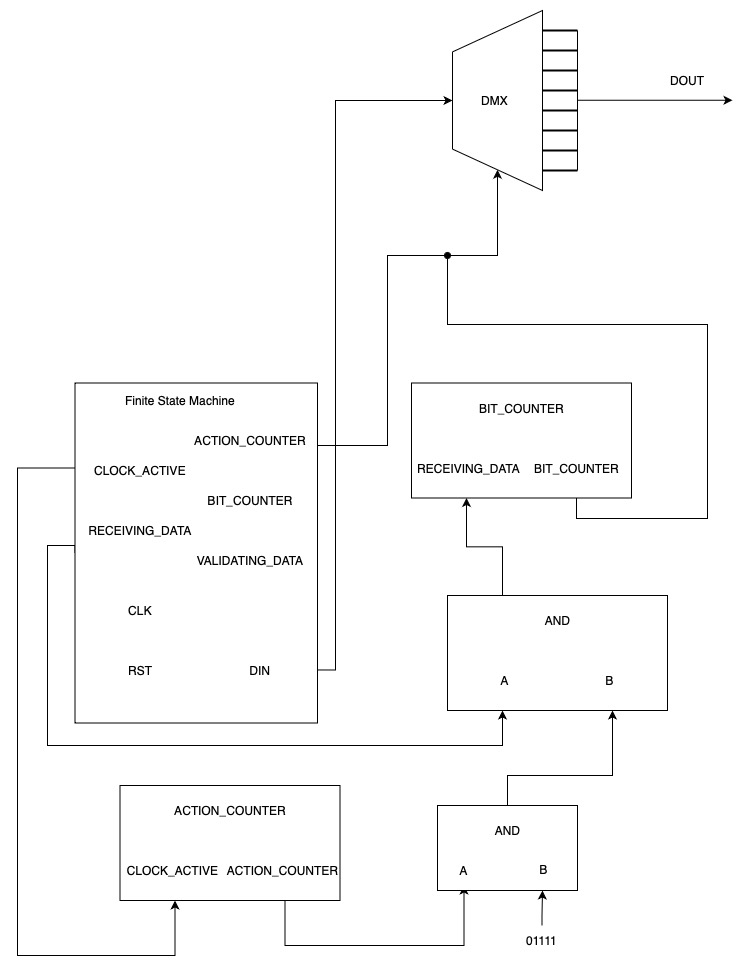 DOUT
DMX
Finite State Machine
ACTION_COUNTER
CLOCK_ACTIVE
BIT_COUNTER
RECEIVING_DATA
VALIDATING_DATA
CLK
RST DIN
BIT_COUNTER
RECEIVING_DATA BIT_COUNTER
AND
A B
ACTION_COUNTER
CLOCK_ACTIVE ACTION_COUNTER
AND
A B
01111